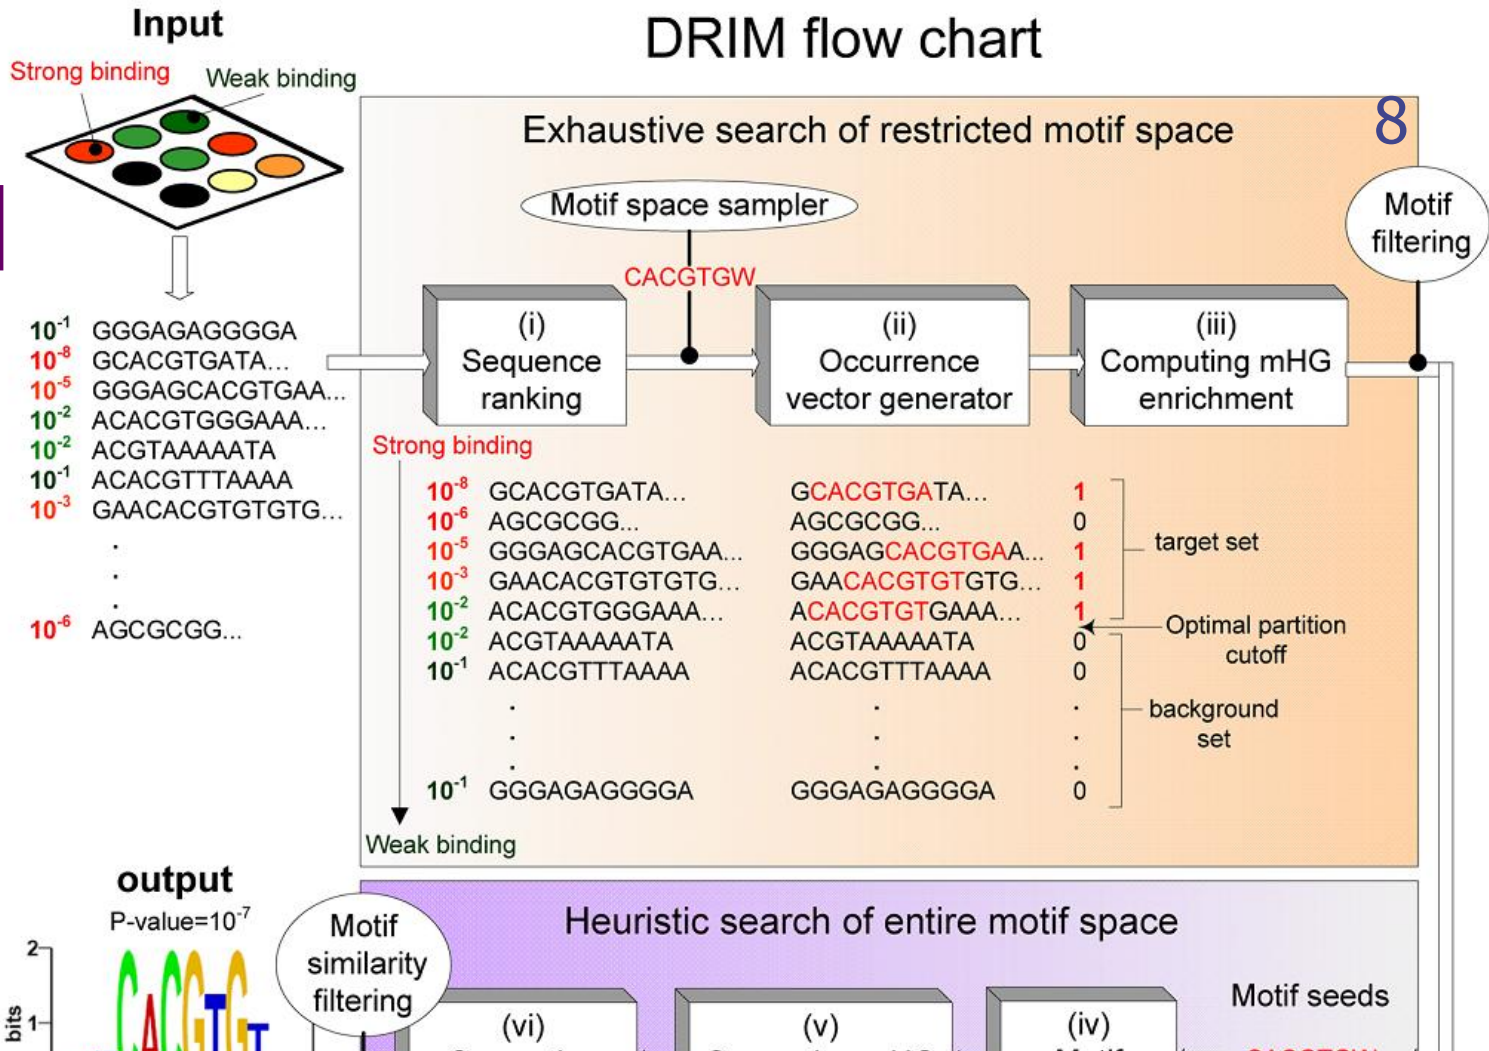 Input
DRIM flow chart
Strong binding
Weak binding
Exhaustive search of restricted motif space
8
Motif space sampler
Motif
filtering
CACGTGW
(i)
Sequence
ranking
(ii)
Occurrence
vector generator
(iii)
Computing mHG
enrichment
10⁻¹ GGGAGAGGGGA
10⁻⁸ GCACGTGATA...
10⁻⁵ GGGAGCACGTGAA...
10⁻² ACACGTGGGAAA...
10⁻² ACGTAAAAATA
10⁻¹ ACACGTTTAAAA
10⁻³ GAACACGTGTGTG...
.
.
.
10⁻⁶ AGCGCGG...
Strong binding
10⁻⁸ GCACGTGATA... GCACGTGATA... 1
10⁻⁶ AGCGCGG... AGCGCGG... 0
10⁻⁵ GGGAGCACGTGAA... GGGAGCACGTGAA... 1
10⁻³ GAACACGTGTGTG... GAACACGTGTGTG... 1
10⁻² ACACGTGGGAAA... ACACGTGTGAAA... 1
10⁻² ACGTAAAAATA ACGTAAAAATA 0
10⁻¹ ACACGTTTAAAA ACACGTTTAAAA 0
. . .
. . .
. . .
10⁻¹ GGGAGAGGGGA GGGAGAGGGGA 0
target set
Optimal partition
cutoff
background
set
Weak binding
output
P-value=10⁻⁷
2
1
bits
CACGTGT
Motif
similarity
filtering
Heuristic search of entire motif space
(vi)
(v)
(iv)
Motif seeds